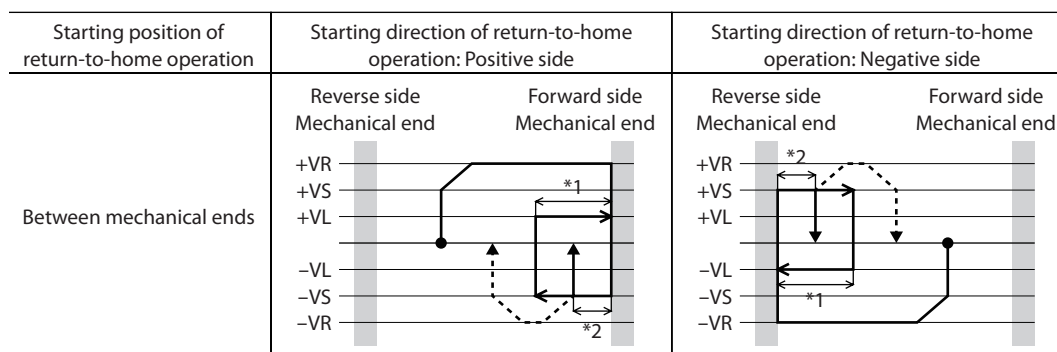 Starting position of
return-to-home operation
Starting direction of return-to-home
operation: Positive side
Starting direction of return-to-home
operation: Negative side
Between mechanical ends
Reverse side
Mechanical end
Forward side
Mechanical end
+VR
+VS
+VL
−VL
−VS
−VR
*1
*2
Reverse side
Mechanical end
Forward side
Mechanical end
+VR
+VS
+VL
−VL
−VS
−VR
*2
*1